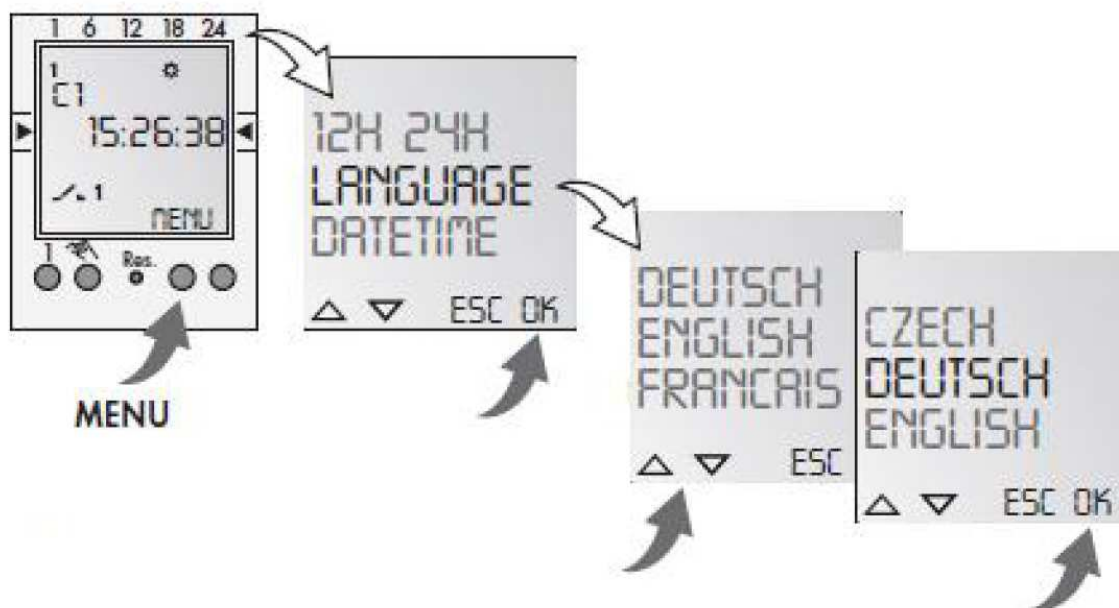 1 6 12 18 24
1
C1
15:26:38
1
MENU
1 Res.
MENU
12H 24H
LANGUAGE
DATETIME
ESC OK
DEUTSCH
ENGLISH
FRANCAIS
ESC
CZECH
DEUTSCH
ENGLISH
ESC OK